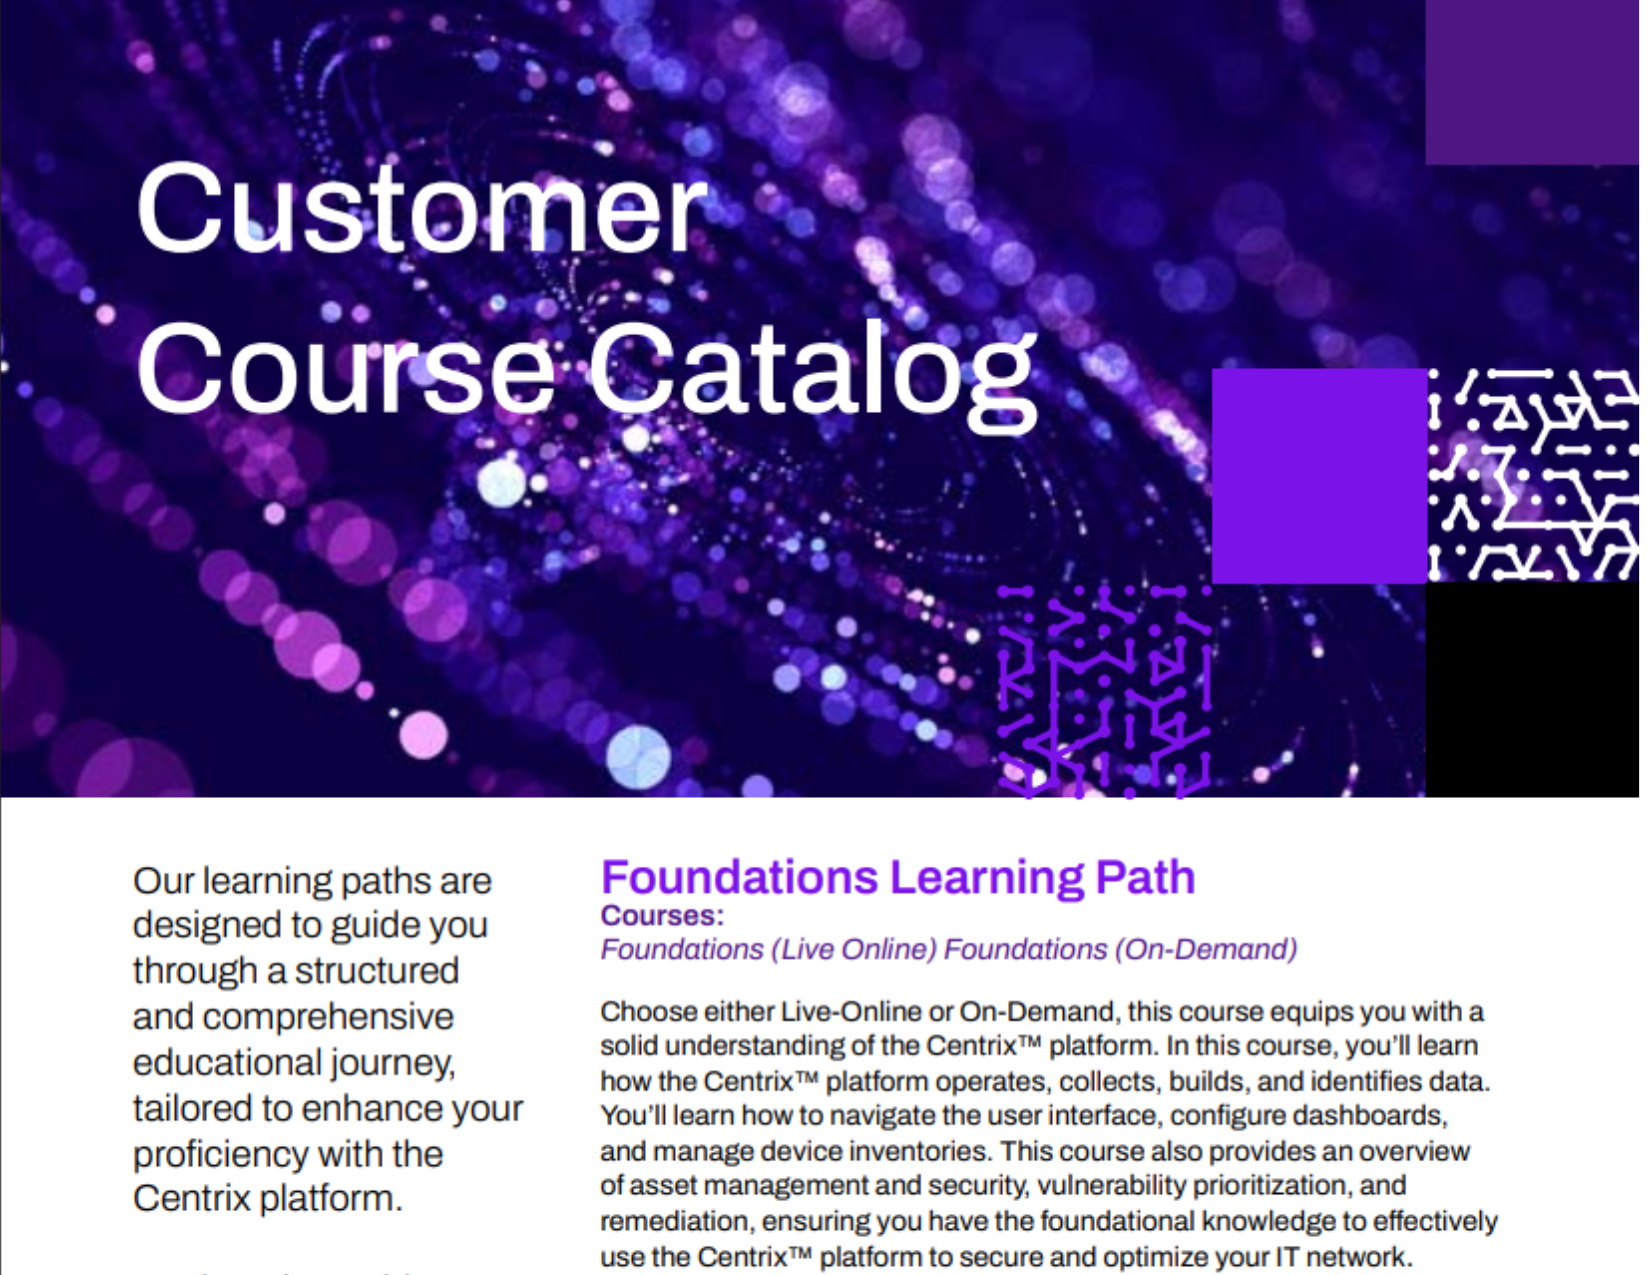 Customer
Course Catalog
Our learning paths are
designed to guide you
through a structured
and comprehensive
educational journey,
tailored to enhance your
proficiency with the
Centrix platform.
Foundations Learning Path
Courses:
Foundations (Live Online) Foundations (On-Demand)
Choose either Live-Online or On-Demand, this course equips you with a
solid understanding of the Centrix™ platform. In this course, you’ll learn
how the Centrix™ platform operates, collects, builds, and identifies data.
You’ll learn how to navigate the user interface, configure dashboards,
and manage device inventories. This course also provides an overview
of asset management and security, vulnerability prioritization, and
remediation, ensuring you have the foundational knowledge to effectively
use the Centrix™ platform to secure and optimize your IT network.